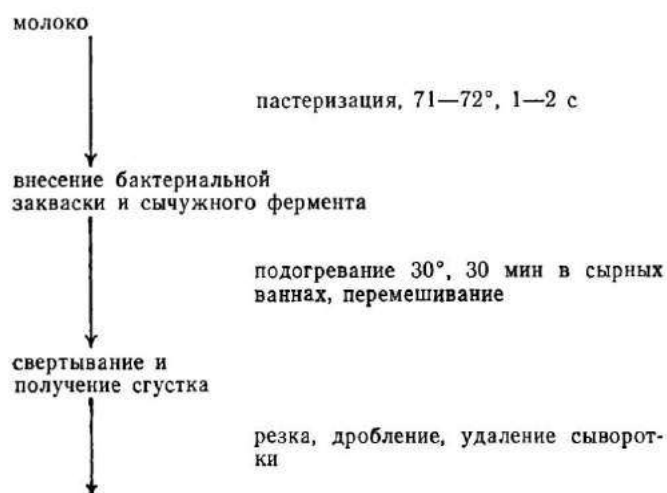 молоко
пастеризация, 71—72°, 1—2 с
внесение бактериальной
закваски и сычужного фермента
подогревание 30°, 30 мин в сырных
ваннах, перемешивание
свертывание и
получение сгустка
резка, дробление, удаление сыворот-
ки